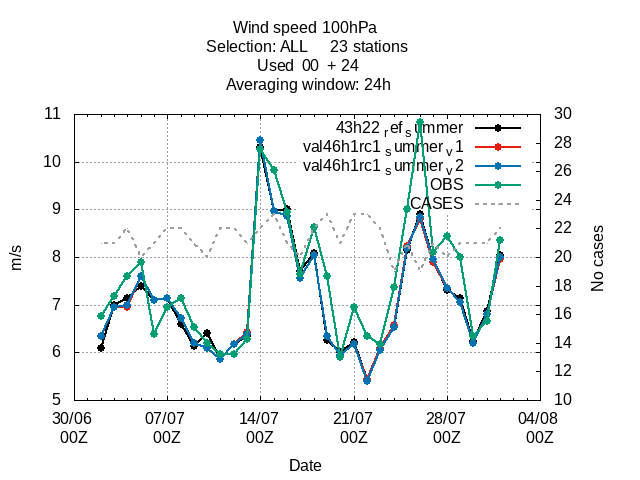 Wind speed 100hPa
Selection: ALL 23 stations
Used 00 + 24
Averaging window: 24h
43h22 ref summer
val46h1rc1 summer v1
val46h1rc1 summer v2
OBS
CASES
11
10
9
8
7
6
5
m/s
30
28
26
24
22
20
18
16
14
12
10
No cases
30/06 07/07 14/07 21/07 28/07 04/08
00Z 00Z 00Z 00Z 00Z 00Z
Date